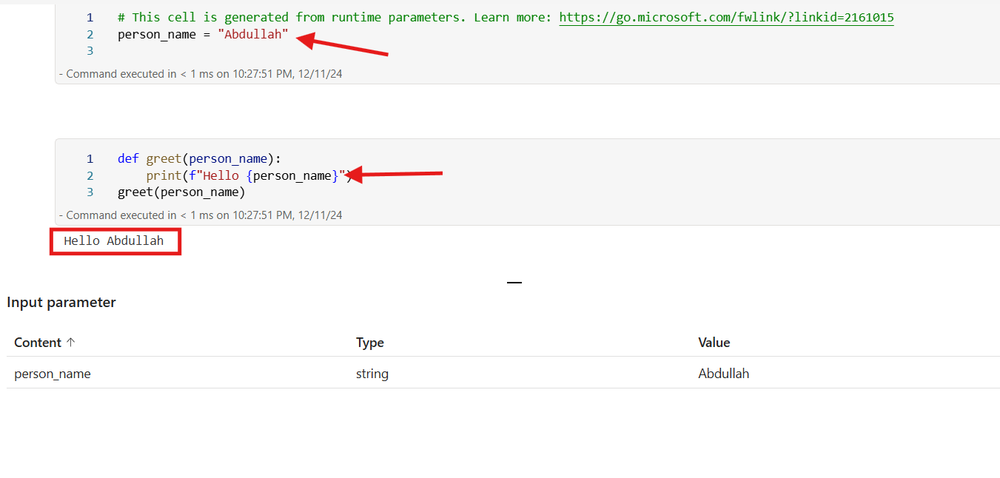 1 # This cell is generated from runtime parameters. Learn more: https://go.microsoft.com/fwlink/?linkid=2161015
2 person_name = "Abdullah"
3
- Command executed in < 1 ms on 10:27:51 PM, 12/11/24
1 def greet(person_name):
2     print(f"Hello {person_name}")
3 greet(person_name)
- Command executed in < 1 ms on 10:27:51 PM, 12/11/24
Hello Abdullah
Input parameter
Content ↑ Type Value
person_name string Abdullah